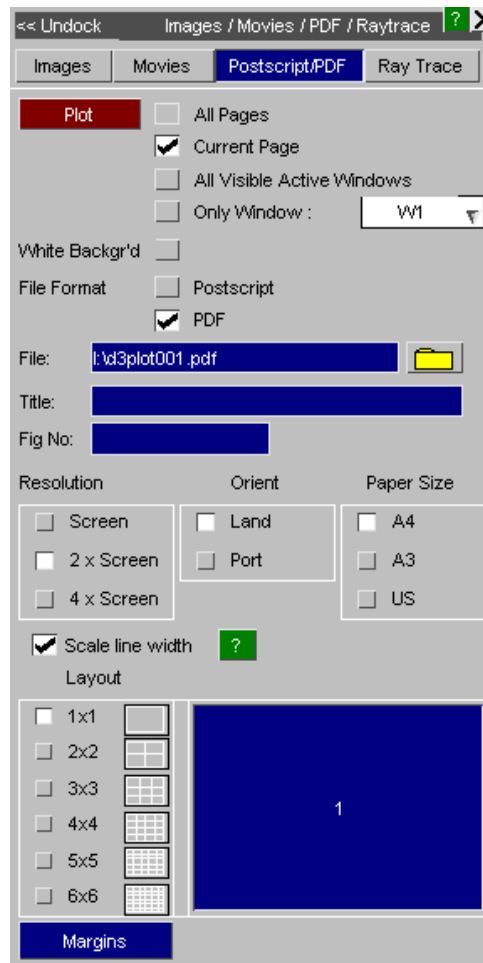 << Undock Images / Movies / PDF / Raytrace ? X
Images Movies Postscript/PDF Ray Trace
Plot All Pages
Current Page
All Visible Active Windows
Only Window : W1
White Backgr'd
File Format Postscript
PDF
File: I:\d3plot001.pdf
Title:
Fig No:
Resolution Orient Paper Size
Screen Land A4
2 x Screen Port A3
4 x Screen US
Scale line width ?
Layout
1x1
2x2
3x3
1
4x4
5x5
6x6
Margins